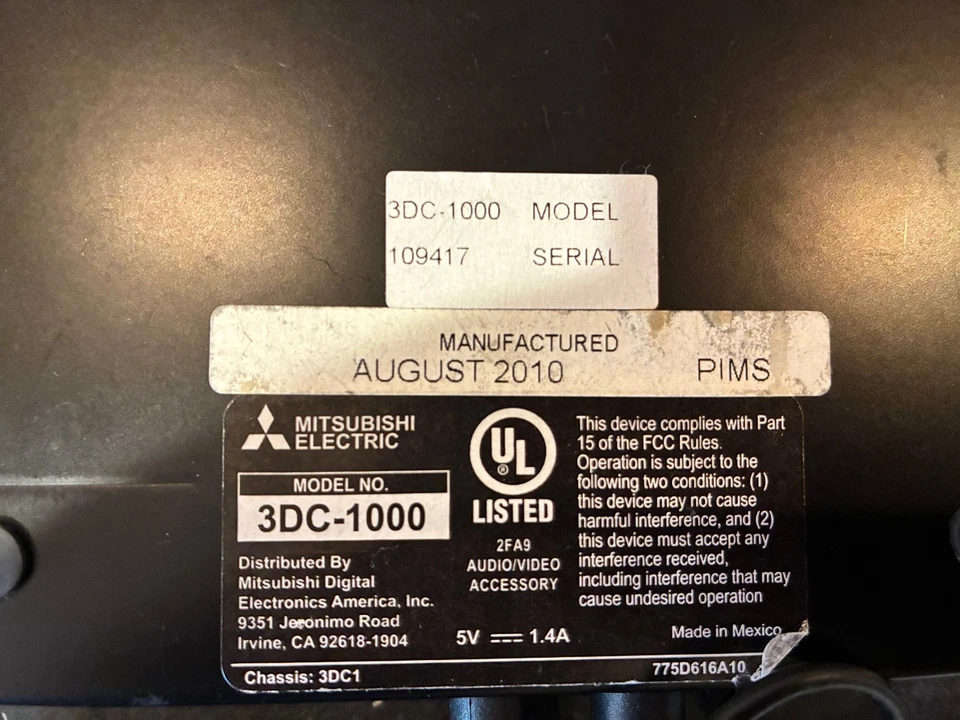 3DC-1000 MODEL
109417 SERIAL
MANUFACTURED
AUGUST 2010 PIMS
MITSUBISHI
ELECTRIC
MODEL NO.
3DC-1000
Distributed By
Mitsubishi Digital
Electronics America, Inc.
9351 Jeronimo Road
Irvine, CA 92618-1904
UL
®
LISTED
2FA9
AUDIO/VIDEO
ACCESSORY
5V ⎓ 1.4A
This device complies with Part
15 of the FCC Rules.
Operation is subject to the
following two conditions: (1)
this device may not cause
harmful interference, and (2)
this device must accept any
interference received,
including interference that may
cause undesired operation
Made in Mexico
Chassis: 3DC1
775D616A10